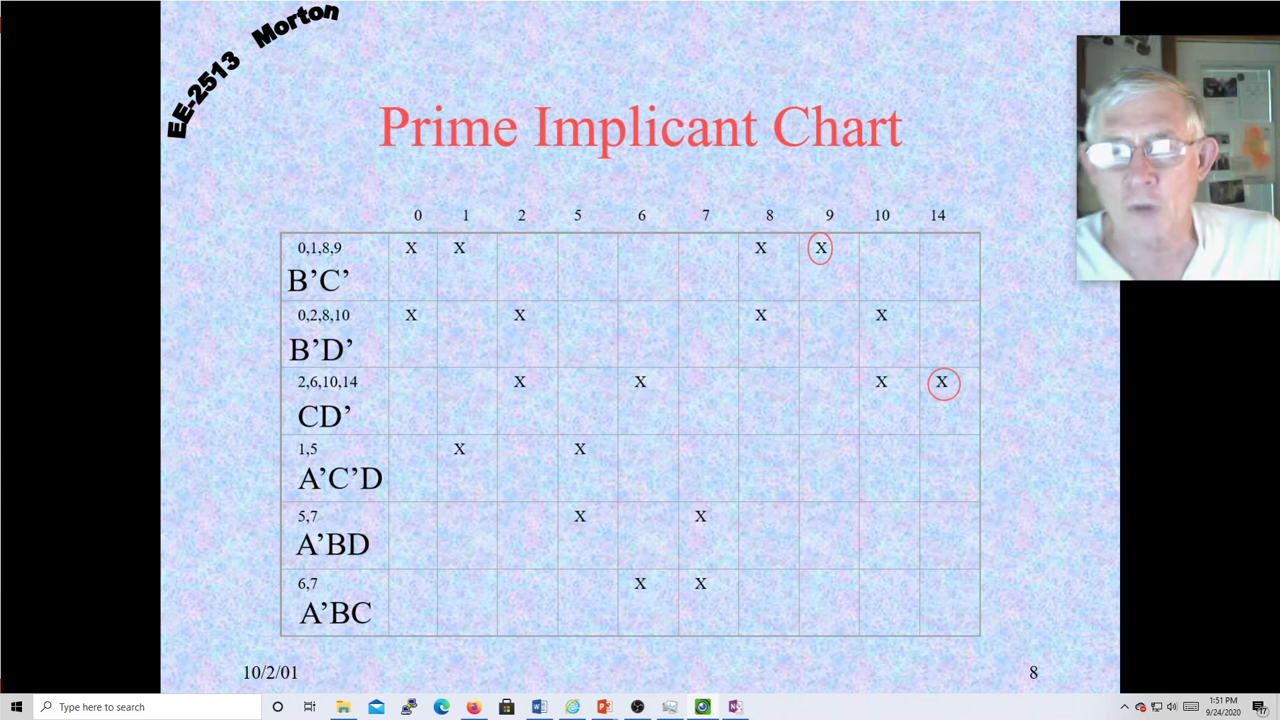 EE-2513 Morton
Prime Implicant Chart
0 1 2 5 6 7 8 9 10 14
0,1,8,9 X X X X
B’C’
0,2,8,10 X X X X
B’D’
2,6,10,14 X X X X
CD’
1,5 X X
A’C’D
5,7 X X
A’BD
6,7 X X
A’BC
10/2/01 8
Type here to search
1:51 PM
9/24/2020
17